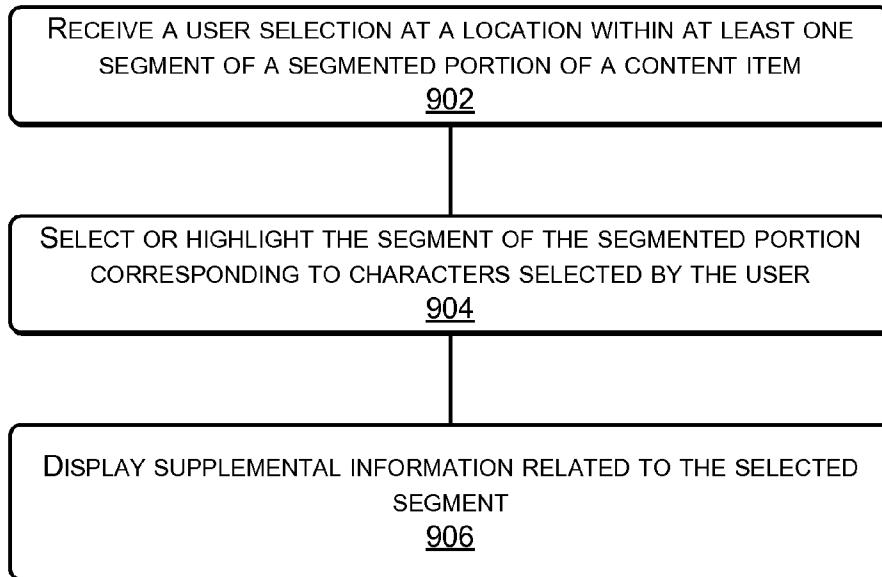 RECEIVE A USER SELECTION AT A LOCATION WITHIN AT LEAST ONE
SEGMENT OF A SEGMENTED PORTION OF A CONTENT ITEM
902
SELECT OR HIGHLIGHT THE SEGMENT OF THE SEGMENTED PORTION
CORRESPONDING TO CHARACTERS SELECTED BY THE USER
904
DISPLAY SUPPLEMENTAL INFORMATION RELATED TO THE SELECTED
SEGMENT
906